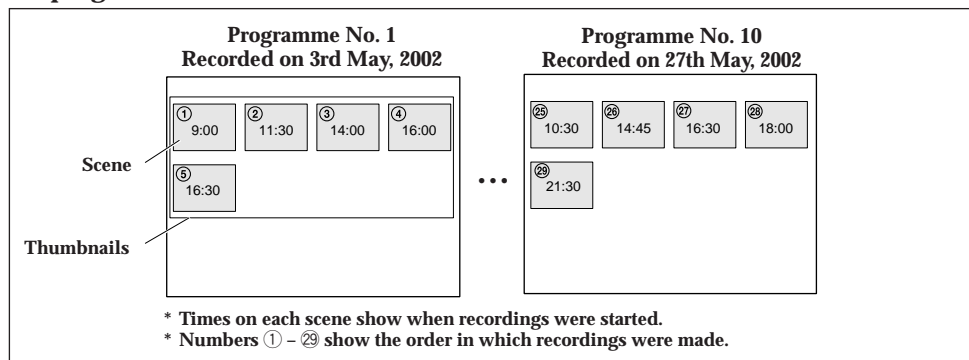 Programme No. 1
Recorded on 3rd May, 2002
① 9:00 ② 11:30 ③ 14:00 ④ 16:00
⑤ 16:30
Scene
Thumbnails
...
Programme No. 10
Recorded on 27th May, 2002
㉕ 10:30 ㉖ 14:45 ㉗ 16:30 ㉘ 18:00
㉙ 21:30
* Times on each scene show when recordings were started.
* Numbers ① – ㉙ show the order in which recordings were made.